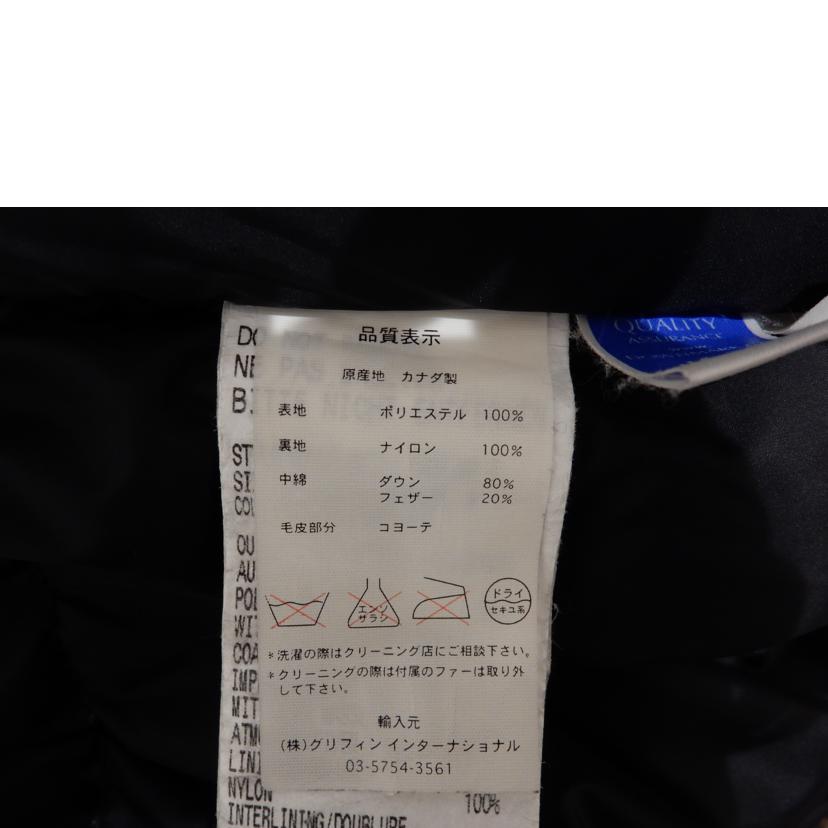 品質表示
原産地 カナダ製
表地 ポリエステル 100%
裏地 ナイロン 100%
中綿 ダウン 80%
フェザー 20%
毛皮部分 コヨーテ
エンソ
サラシ
ドライ
セキユ系
*洗濯の際はクリーニング店にご相談下さい。
*クリーニングの際は付属のファーは取り外
して下さい。
輸入元
(株)グリフィン インターナショナル
03-5754-3561
NYLON 100%
INTERLINING/DOUBLURE
QUALITY
ASSURANCE